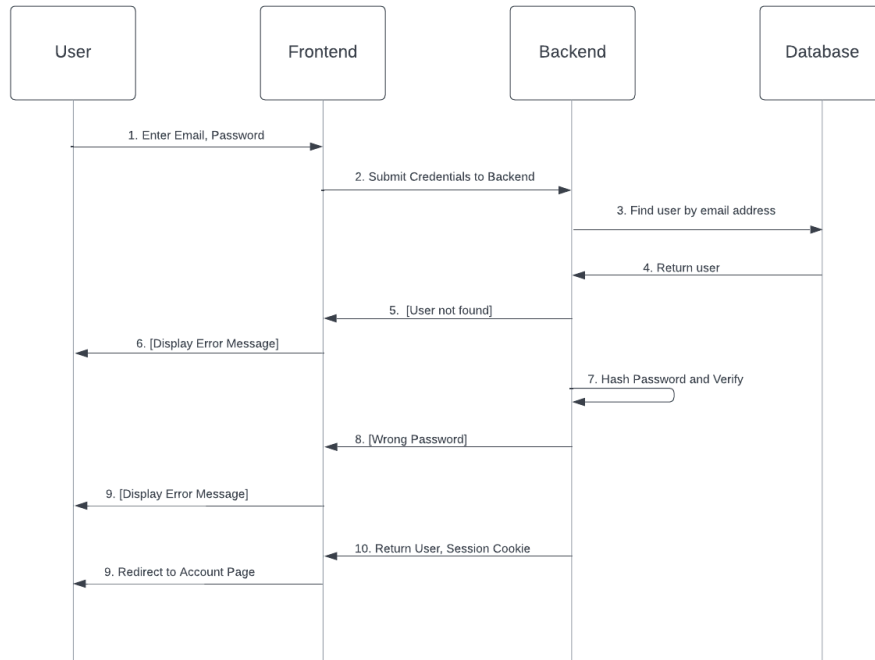 User
Frontend
Backend
Database
1. Enter Email, Password
2. Submit Credentials to Backend
3. Find user by email address
4. Return user
5.  [User not found]
6. [Display Error Message]
7. Hash Password and Verify
8. [Wrong Password]
9. [Display Error Message]
10. Return User, Session Cookie
9. Redirect to Account Page